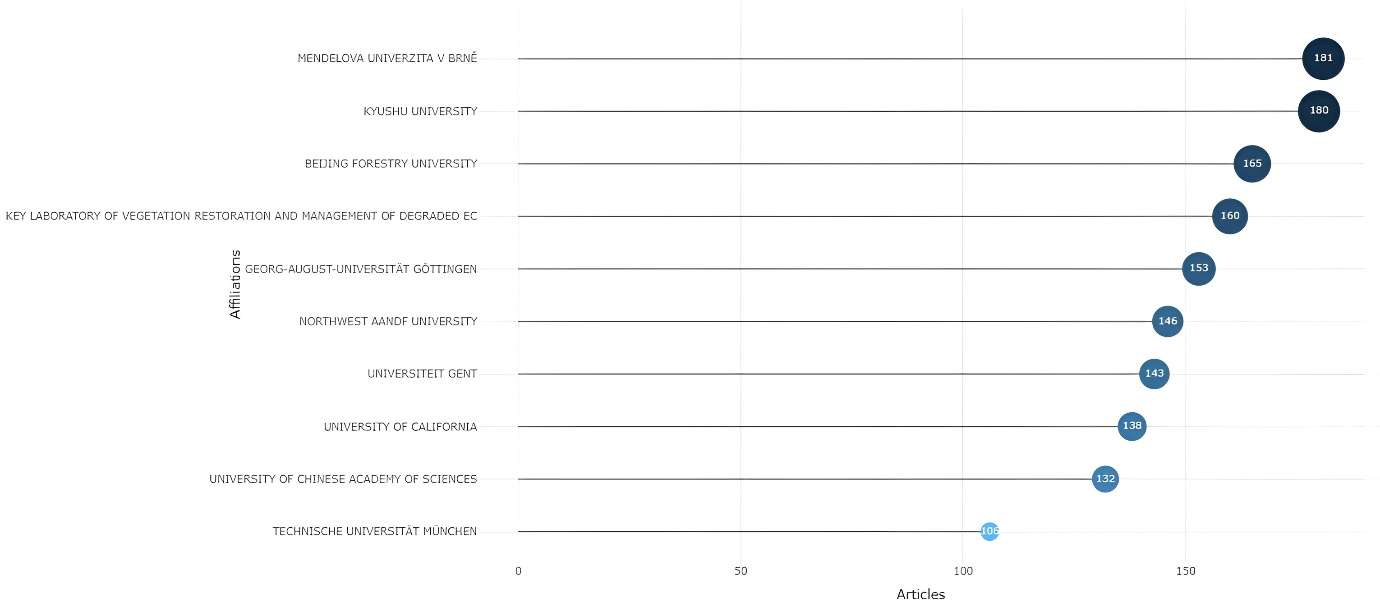 MENDELOVA UNIVERZITA V BRNĚ 181
KYUSHU UNIVERSITY 180
BEIJING FORESTRY UNIVERSITY 165
KEY LABORATORY OF VEGETATION RESTORATION AND MANAGEMENT OF DEGRADED EC 160
Affiliations
GEORG-AUGUST-UNIVERSITÄT GÖTTINGEN 153
NORTHWEST AANDF UNIVERSITY 146
UNIVERSITEIT GENT 143
UNIVERSITY OF CALIFORNIA 138
UNIVERSITY OF CHINESE ACADEMY OF SCIENCES 132
TECHNISCHE UNIVERSITÄT MÜNCHEN 106
0 50 100 150
Articles